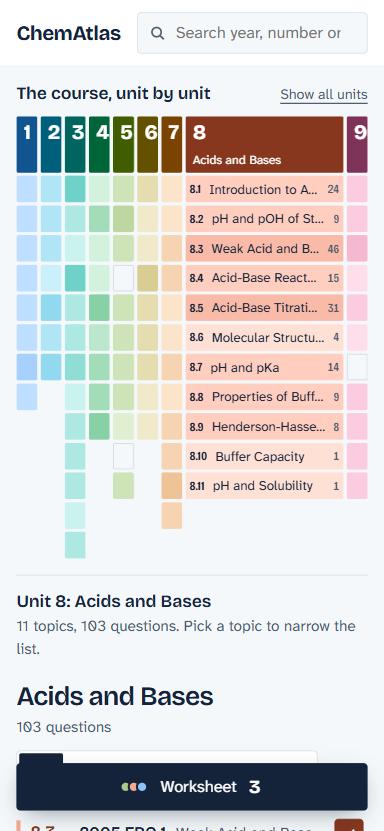 ChemAtlas
Search year, number or
The course, unit by unit
Show all units
1 2 3 4 5 6 7 8 9
Acids and Bases
8.1 Introduction to A... 24
8.2 pH and pOH of St... 9
8.3 Weak Acid and B... 46
8.4 Acid-Base React... 15
8.5 Acid-Base Titrati... 31
8.6 Molecular Structu... 4
8.7 pH and pKa 14
8.8 Properties of Buff... 9
8.9 Henderson-Hasse... 8
8.10 Buffer Capacity 1
8.11 pH and Solubility 1
Unit 8: Acids and Bases
11 topics, 103 questions. Pick a topic to narrow the
list.
Acids and Bases
103 questions
Worksheet 3